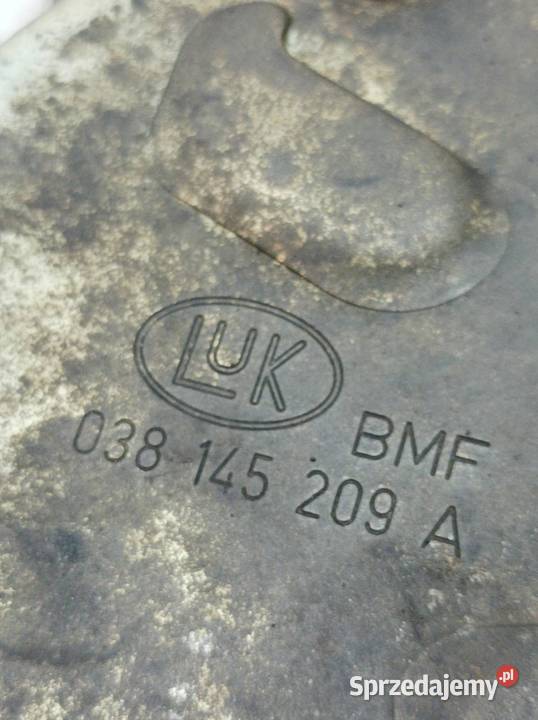 LuK
BMF
038 145 209 A
Sprzedajemy.pl